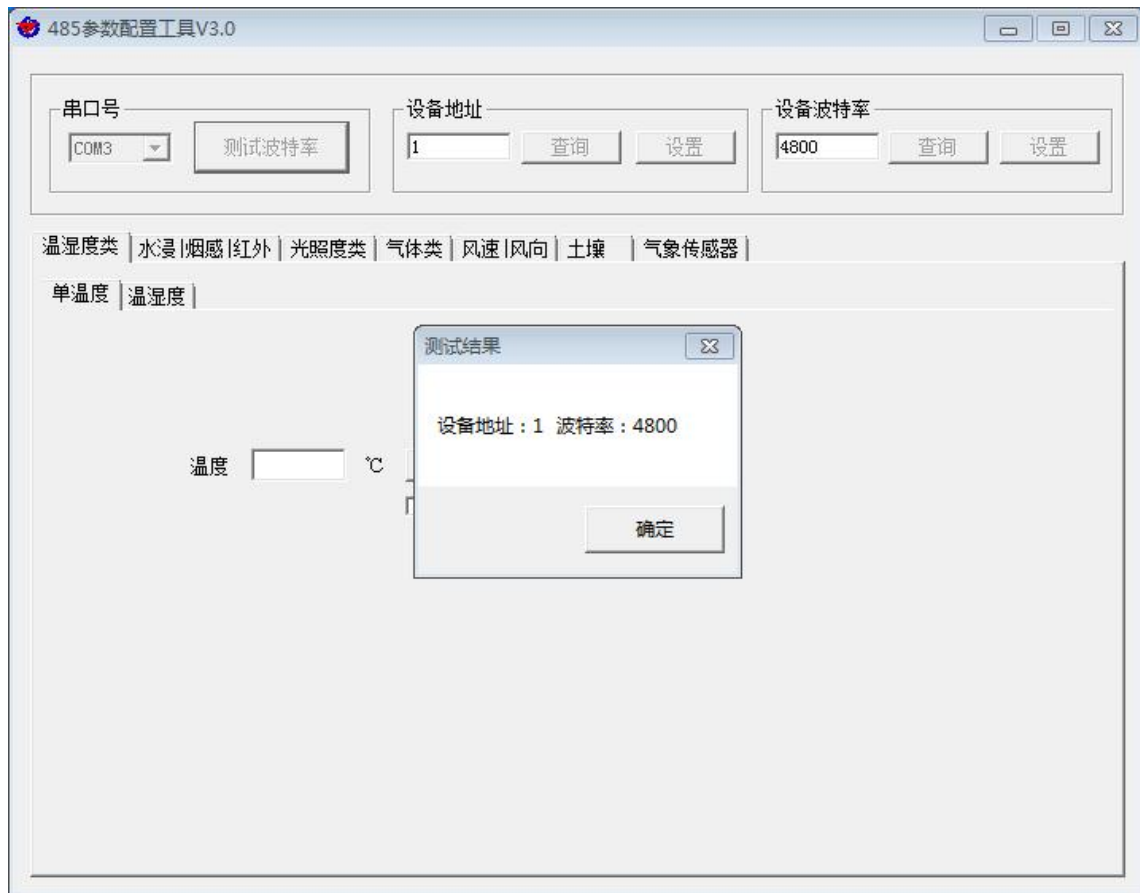 485参数配置工具V3.0
串口号 设备地址 设备波特率
COM3 测试波特率 1 查询 设置 4800 查询 设置
温湿度类 水浸|烟感|红外 光照度类 气体类 风速|风向 土壤 气象传感器
单温度 温湿度
测试结果
设备地址：1 波特率：4800
温度 ℃
确定